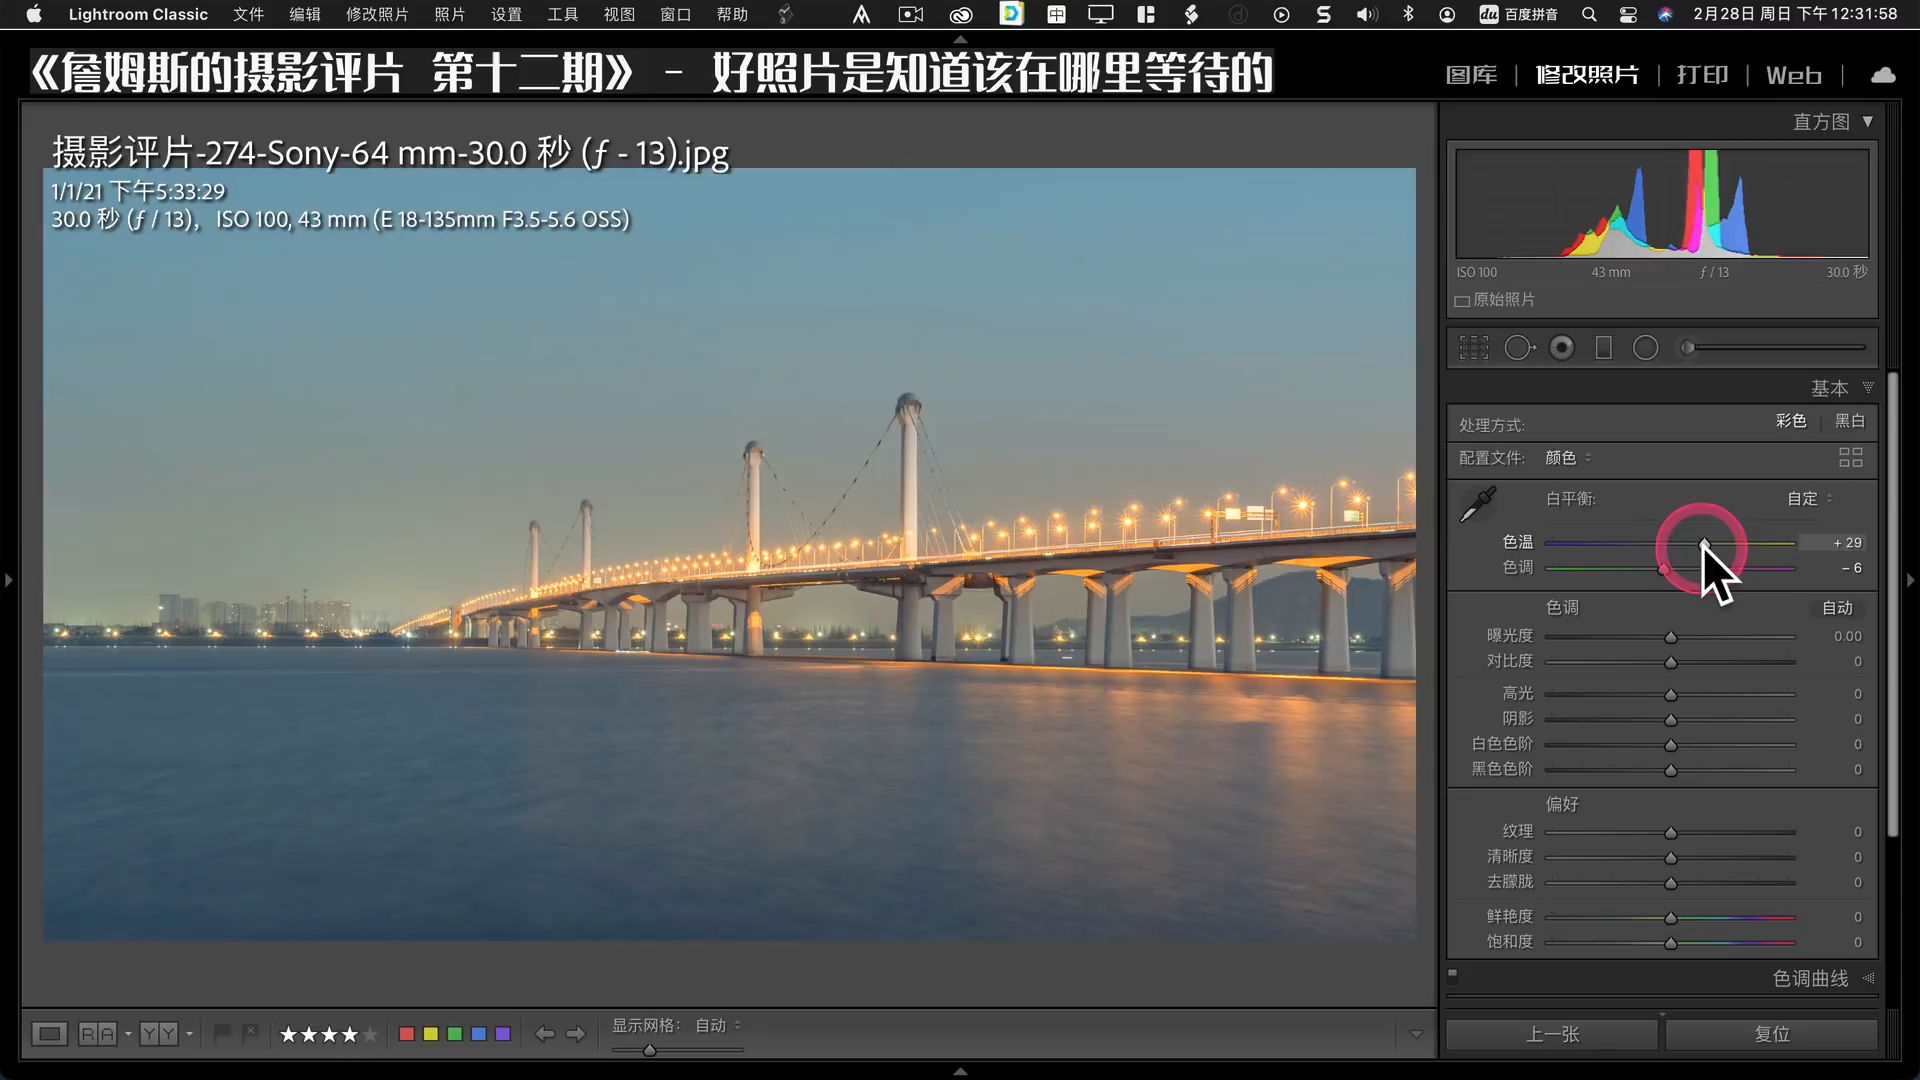 Lightroom Classic 文件 编辑 修改照片 照片 设置 工具 视图 窗口 帮助 中 du 百度拼音 2月28日 周日 下午 12:31:58
《詹姆斯的摄影评片 第十二期》 - 好照片是知道该在哪里等待的
图库 | 修改照片 | 打印 | Web |
摄影评片-274-Sony-64 mm-30.0 秒 (ƒ - 13).jpg
1/1/21 下午5:33:29
30.0 秒 (ƒ / 13)， ISO 100, 43 mm (E 18-135mm F3.5-5.6 OSS)
直方图
ISO 100 43 mm ƒ / 13 30.0 秒
原始照片
基本
处理方式: 彩色 黑白
配置文件: 颜色
白平衡: 自定
色温 + 29
色调 − 6
色调 自动
曝光度 0.00
对比度 0
高光 0
阴影 0
白色色阶 0
黑色色阶 0
偏好
纹理 0
清晰度 0
去朦胧 0
鲜艳度 0
饱和度 0
色调曲线
R A Y Y 显示网格: 自动
上一张 复位